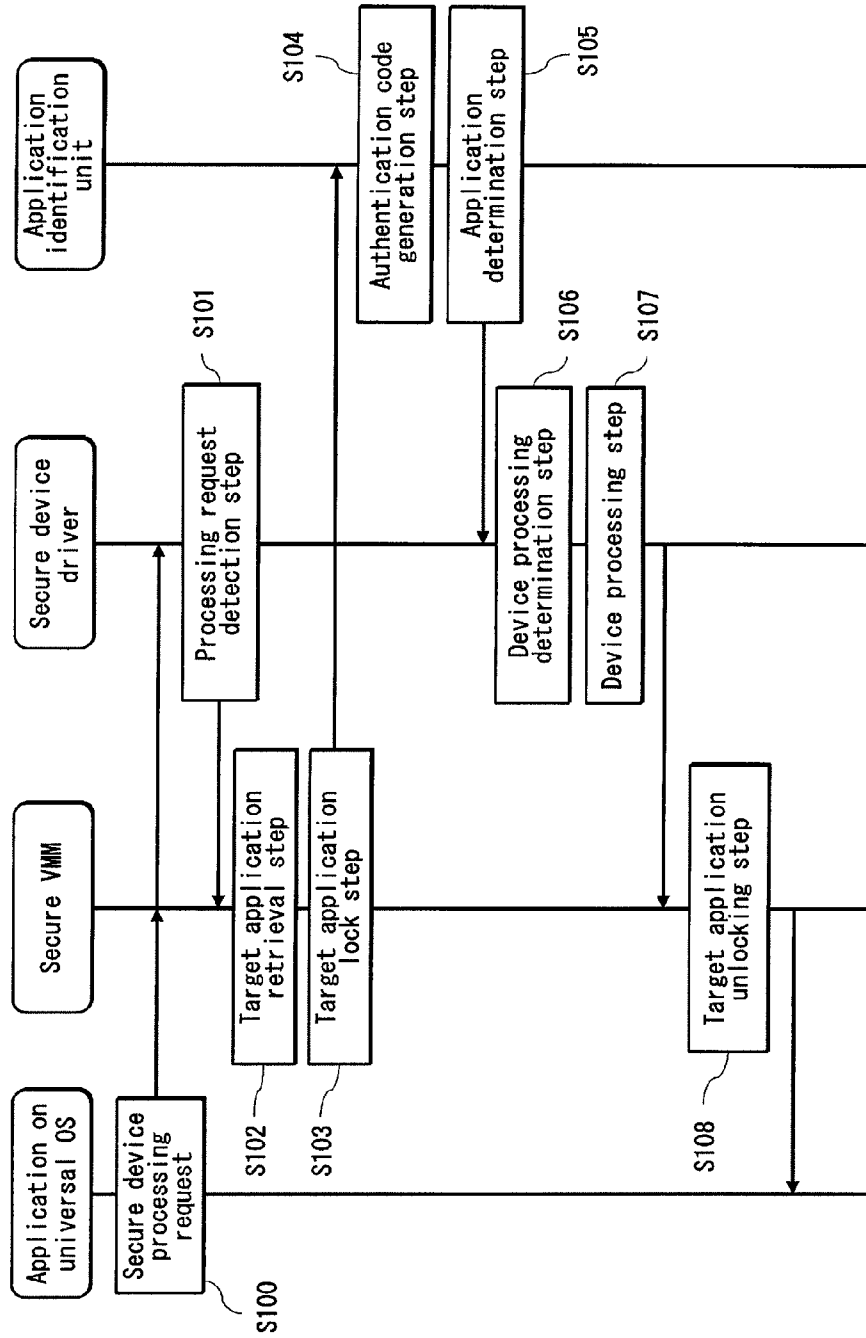 Application on
universal OS
Secure VMM
Secure device
driver
Application
identification
unit
Secure device
processing
request
S100
Processing request
detection step
S101
Target application
retrieval step
S102
Target application
lock step
S103
Authentication code
generation step
S104
Application
determination step
S105
Device processing
determination step
S106
Device processing step
S107
Target application
unlocking step
S108